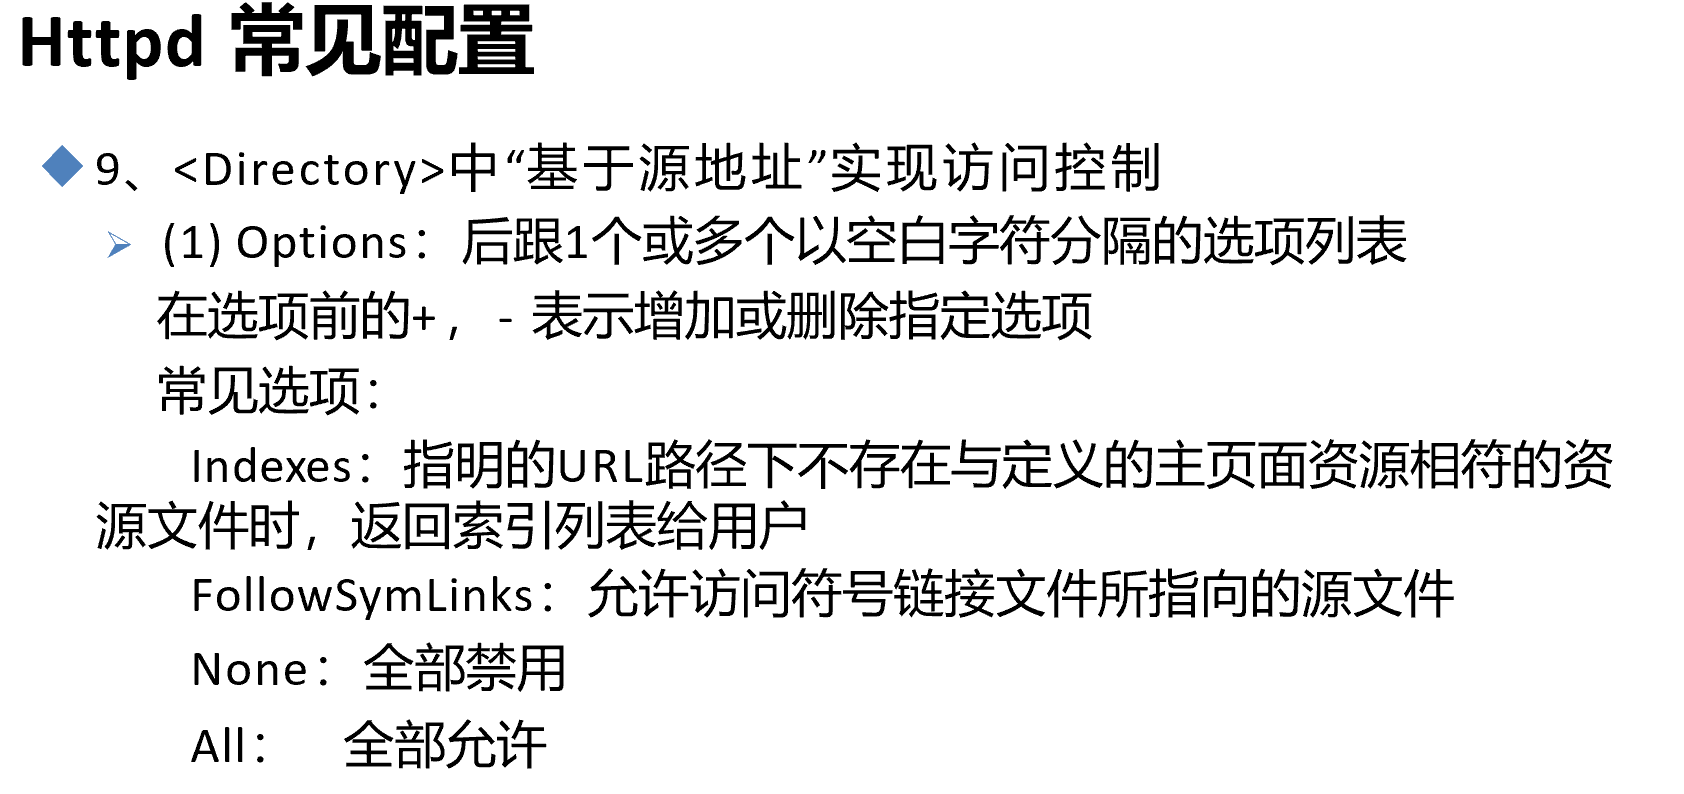 Httpd 常见配置
9、<Directory>中“基于源地址”实现访问控制
(1) Options：后跟1个或多个以空白字符分隔的选项列表
在选项前的+，- 表示增加或删除指定选项
常见选项：
Indexes：指明的URL路径下不存在与定义的主页面资源相符的资
源文件时，返回索引列表给用户
FollowSymLinks：允许访问符号链接文件所指向的源文件
None：全部禁用
All： 全部允许